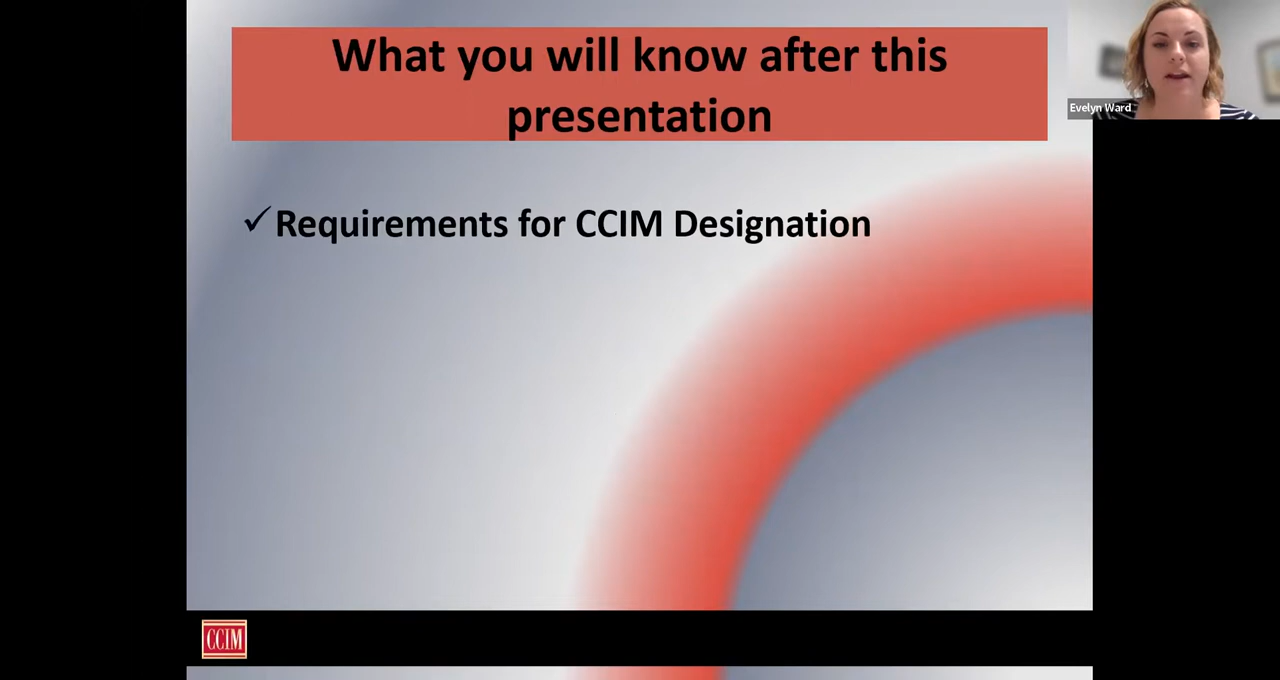 What you will know after this
presentation
Evelyn Ward
✓Requirements for CCIM Designation
CCIM